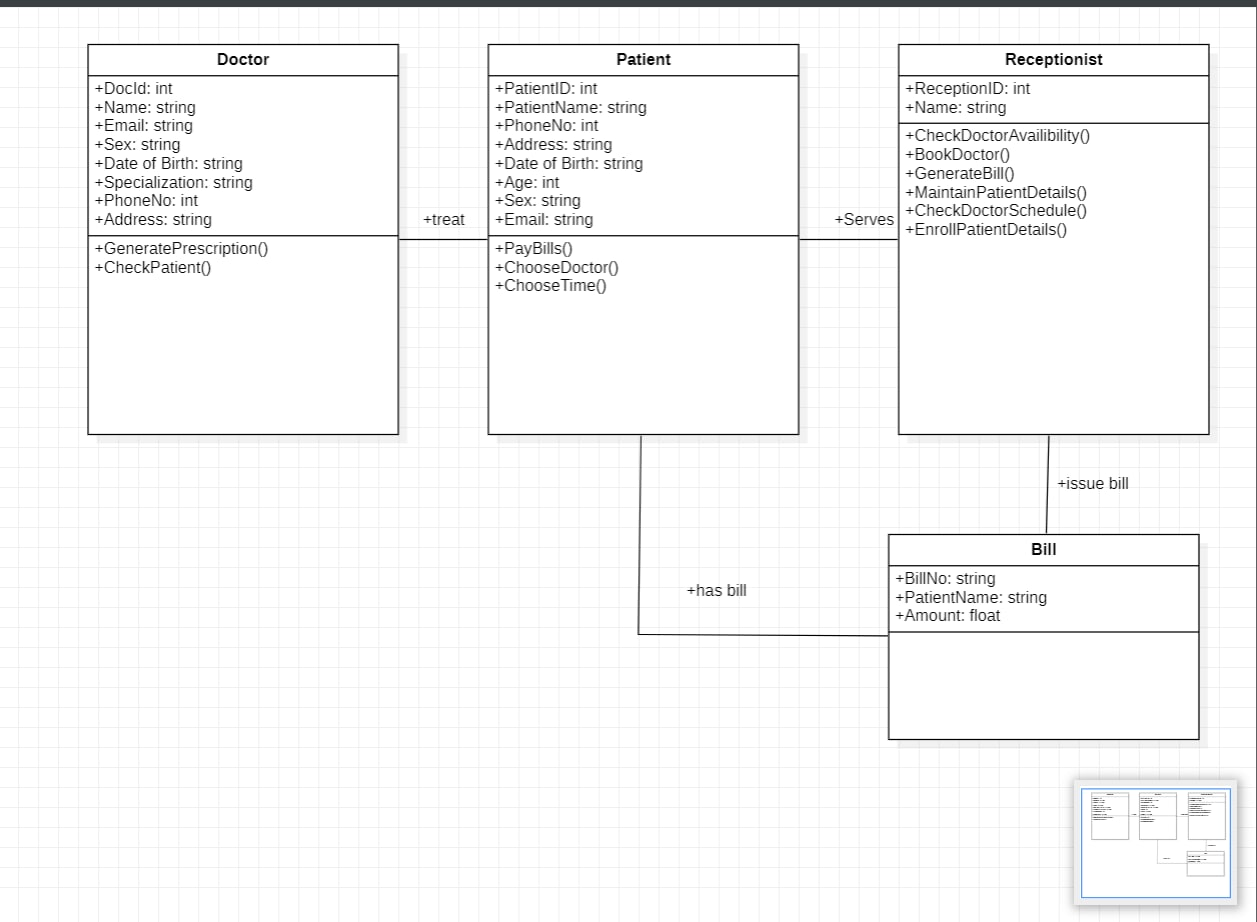 Doctor
+DocId: int
+Name: string
+Email: string
+Sex: string
+Date of Birth: string
+Specialization: string
+PhoneNo: int
+Address: string
+GeneratePrescription()
+CheckPatient()
+treat
Patient
+PatientID: int
+PatientName: string
+PhoneNo: int
+Address: string
+Date of Birth: string
+Age: int
+Sex: string
+Email: string
+PayBills()
+ChooseDoctor()
+ChooseTime()
+Serves
Receptionist
+ReceptionID: int
+Name: string
+CheckDoctorAvailibility()
+BookDoctor()
+GenerateBill()
+MaintainPatientDetails()
+CheckDoctorSchedule()
+EnrollPatientDetails()
+issue bill
+has bill
Bill
+BillNo: string
+PatientName: string
+Amount: float